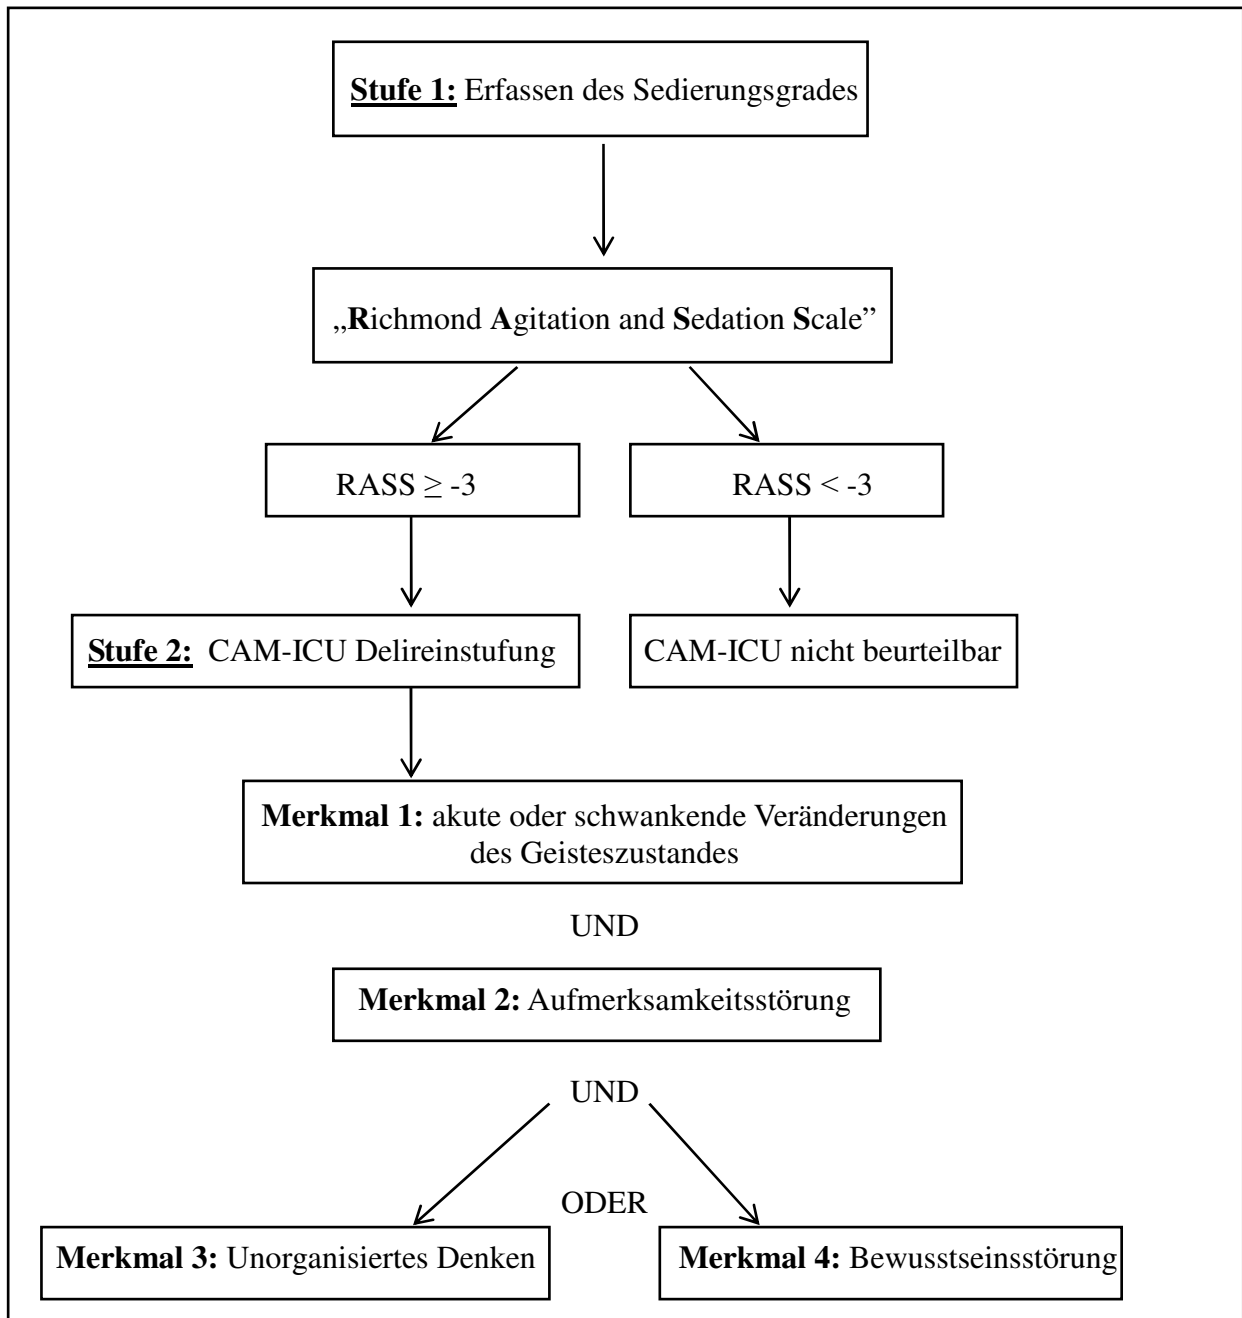 Stufe 1: Erfassen des Sedierungsgrades
„Richmond Agitation and Sedation Scale”
RASS ≥ -3
RASS < -3
Stufe 2: CAM-ICU Delireinstufung
CAM-ICU nicht beurteilbar
Merkmal 1: akute oder schwankende Veränderungen
des Geisteszustandes
UND
Merkmal 2: Aufmerksamkeitsstörung
UND
ODER
Merkmal 3: Unorganisiertes Denken
Merkmal 4: Bewusstseinsstörung